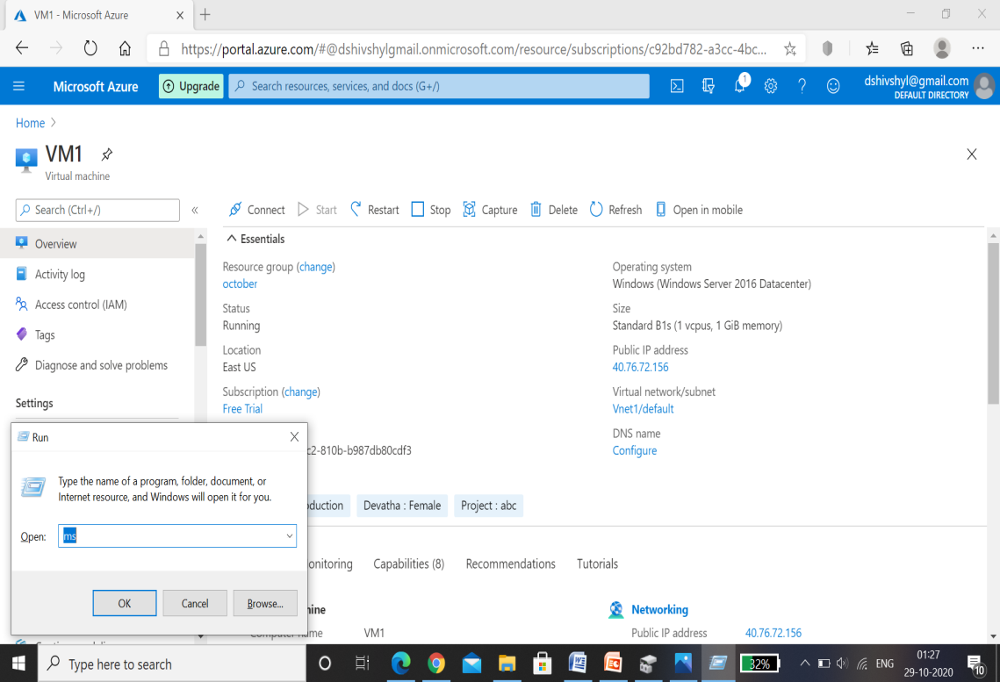 VM1 - Microsoft Azure
https://portal.azure.com/#@dshivshylgmail.onmicrosoft.com/resource/subscriptions/c92bd782-a3cc-4bc...
Microsoft Azure
Upgrade
Search resources, services, and docs (G+/)
1
dshivshyl@gmail.com
DEFAULT DIRECTORY
Home
VM1
Virtual machine
Search (Ctrl+/)
Connect Start Restart Stop Capture Delete Refresh Open in mobile
Overview
Activity log
Access control (IAM)
Tags
Diagnose and solve problems
Settings
Essentials
Resource group (change)
october
Status
Running
Location
East US
Subscription (change)
Free Trial
c2-810b-b987db80cdf3
Operating system
Windows (Windows Server 2016 Datacenter)
Size
Standard B1s (1 vcpus, 1 GiB memory)
Public IP address
40.76.72.156
Virtual network/subnet
Vnet1/default
DNS name
Configure
duction Devatha : Female Project : abc
onitoring Capabilities (8) Recommendations Tutorials
hine
Computer name VM1
Networking
Public IP address 40.76.72.156
Run
Type the name of a program, folder, document, or
Internet resource, and Windows will open it for you.
Open: ms
OK Cancel Browse...
Type here to search
32%
ENG
01:27
29-10-2020
10